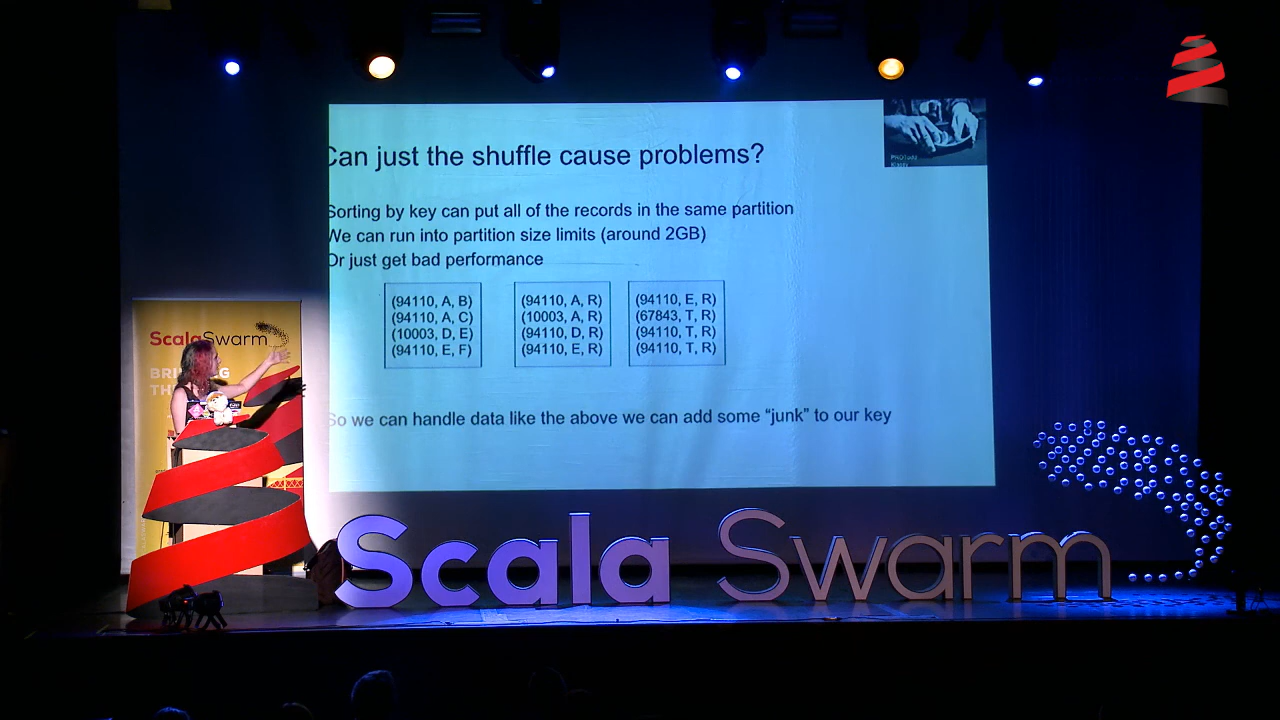 Can just the shuffle cause problems?
Sorting by key can put all of the records in the same partition
We can run into partition size limits (around 2GB)
Or just get bad performance
(94110, A, B)
(94110, A, C)
(10003, D, E)
(94110, E, F)
(94110, A, R)
(10003, A, R)
(94110, D, R)
(94110, E, R)
(94110, E, R)
(67843, T, R)
(94110, T, R)
(94110, T, R)
So we can handle data like the above we can add some “junk” to our key
ScalaSwarm
Scala Swarm